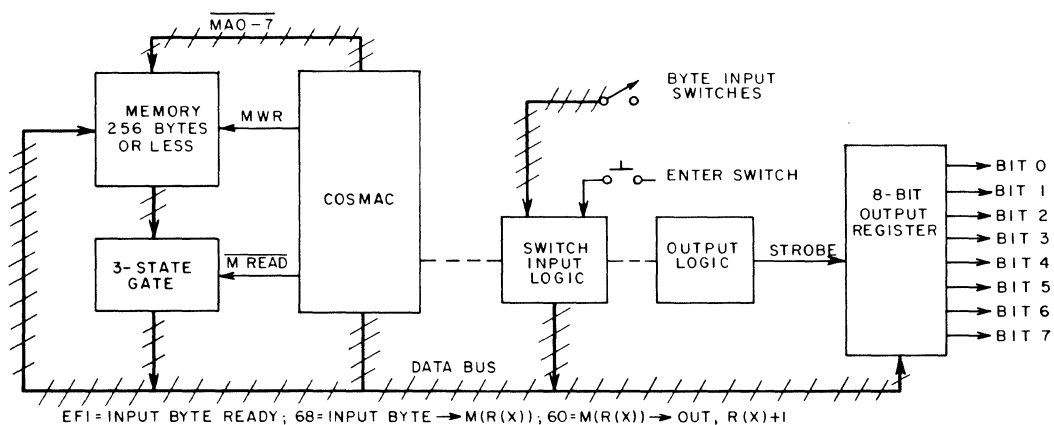 MA0-7
MEMORY
256 BYTES
OR LESS
MWR
COSMAC
BYTE INPUT
SWITCHES
ENTER SWITCH
3-STATE
GATE
M READ
SWITCH
INPUT
LOGIC
OUTPUT
LOGIC
STROBE
8-BIT
OUTPUT
REGISTER
BIT 0
BIT 1
BIT 2
BIT 3
BIT 4
BIT 5
BIT 6
BIT 7
DATA BUS
EF1=INPUT BYTE READY; 68=INPUT BYTE→M(R(X)); 60=M(R(X))→OUT, R(X)+1